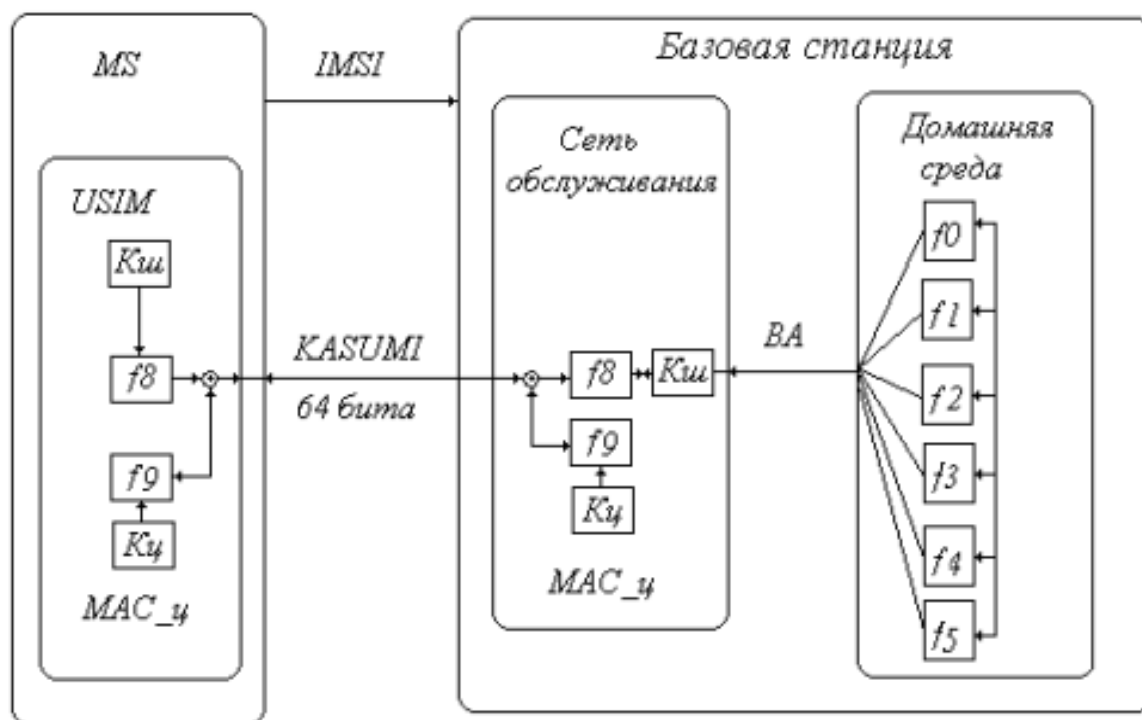 MS
IMSI
Базовая станция
USIM
Кш
f8
f9
Кц
MAC_ц
KASUMI
64 бита
Сеть
обслуживания
f8
Кш
f9
Кц
MAC_ц
BA
Домашняя
среда
f0
f1
f2
f3
f4
f5